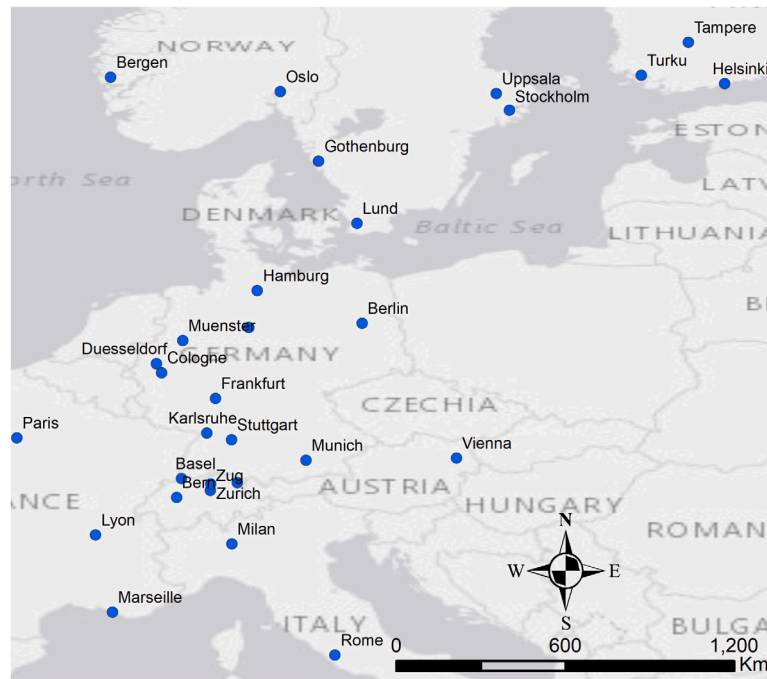 Tampere
NORWAY
Bergen
Turku
Helsinki
Oslo
Uppsala
Stockholm
ESTON
Gothenburg
orth Sea
LATV
DENMARK
Lund
Baltic Sea
LITHUANIA
Hamburg
B
Berlin
Muenster
Duesseldorf
Cologne
GERMANY
Frankfurt
CZECHIA
Paris
Karlsruhe
Stuttgart
Munich
Vienna
Basel
Zug
Bern
Zurich
AUSTRIA
ANCE
HUNGARY
Lyon
N
Milan
ROMAN
W
E
Marseille
S
ITALY
BULGA
Rome
0
600
1,200
Km